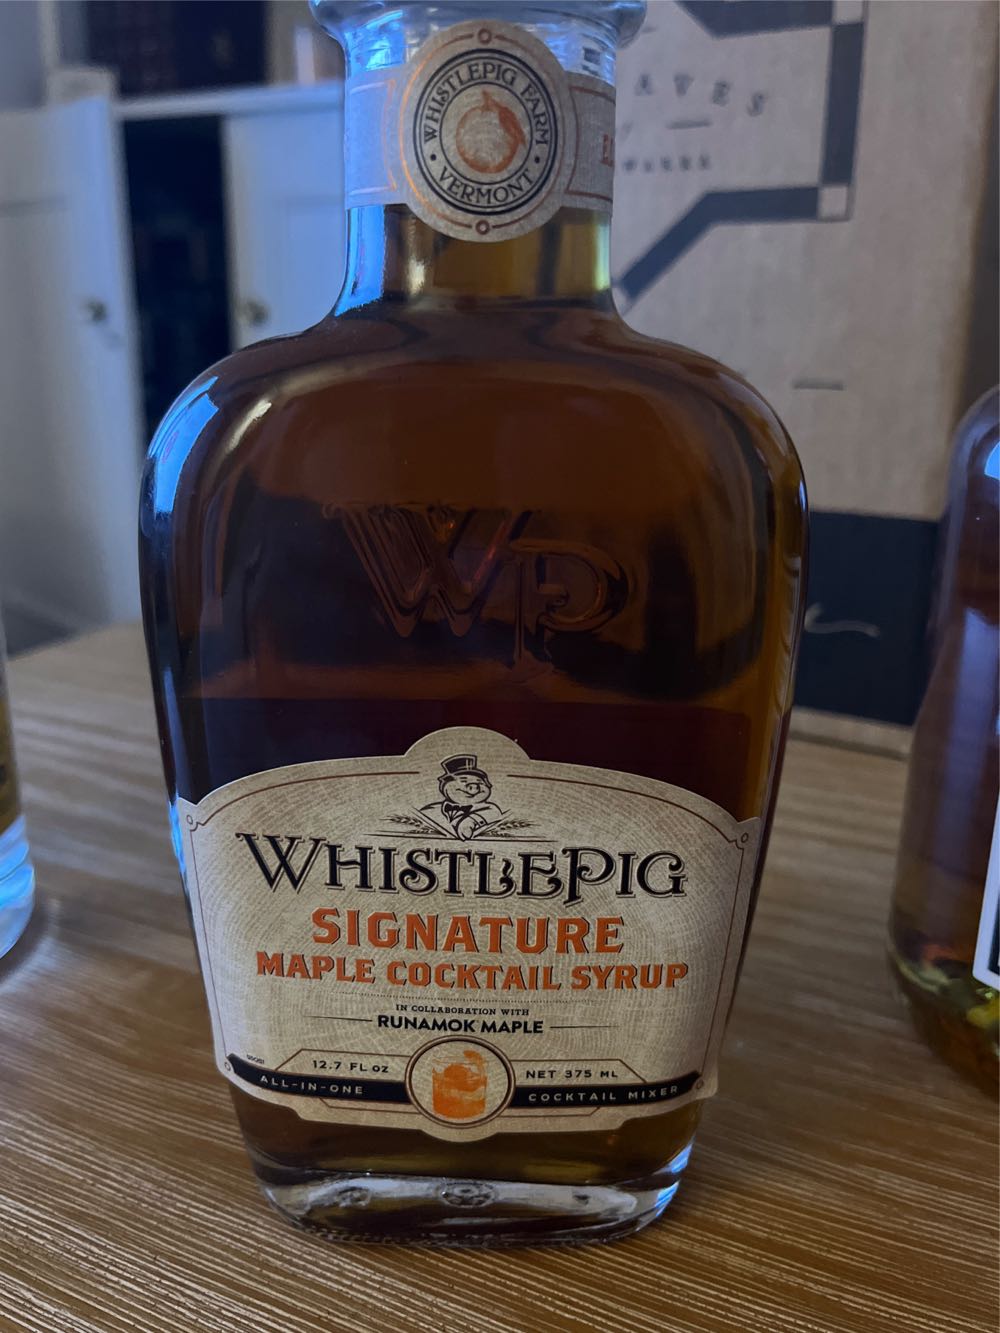 WHISTLEPIG FARM
VERMONT
AVES
WP
WHISTLEPIG
SIGNATURE
MAPLE COCKTAIL SYRUP
IN COLLABORATION WITH
RUNAMOK MAPLE
12.7 FL OZ
NET 375 ML
ALL-IN-ONE
COCKTAIL MIXER